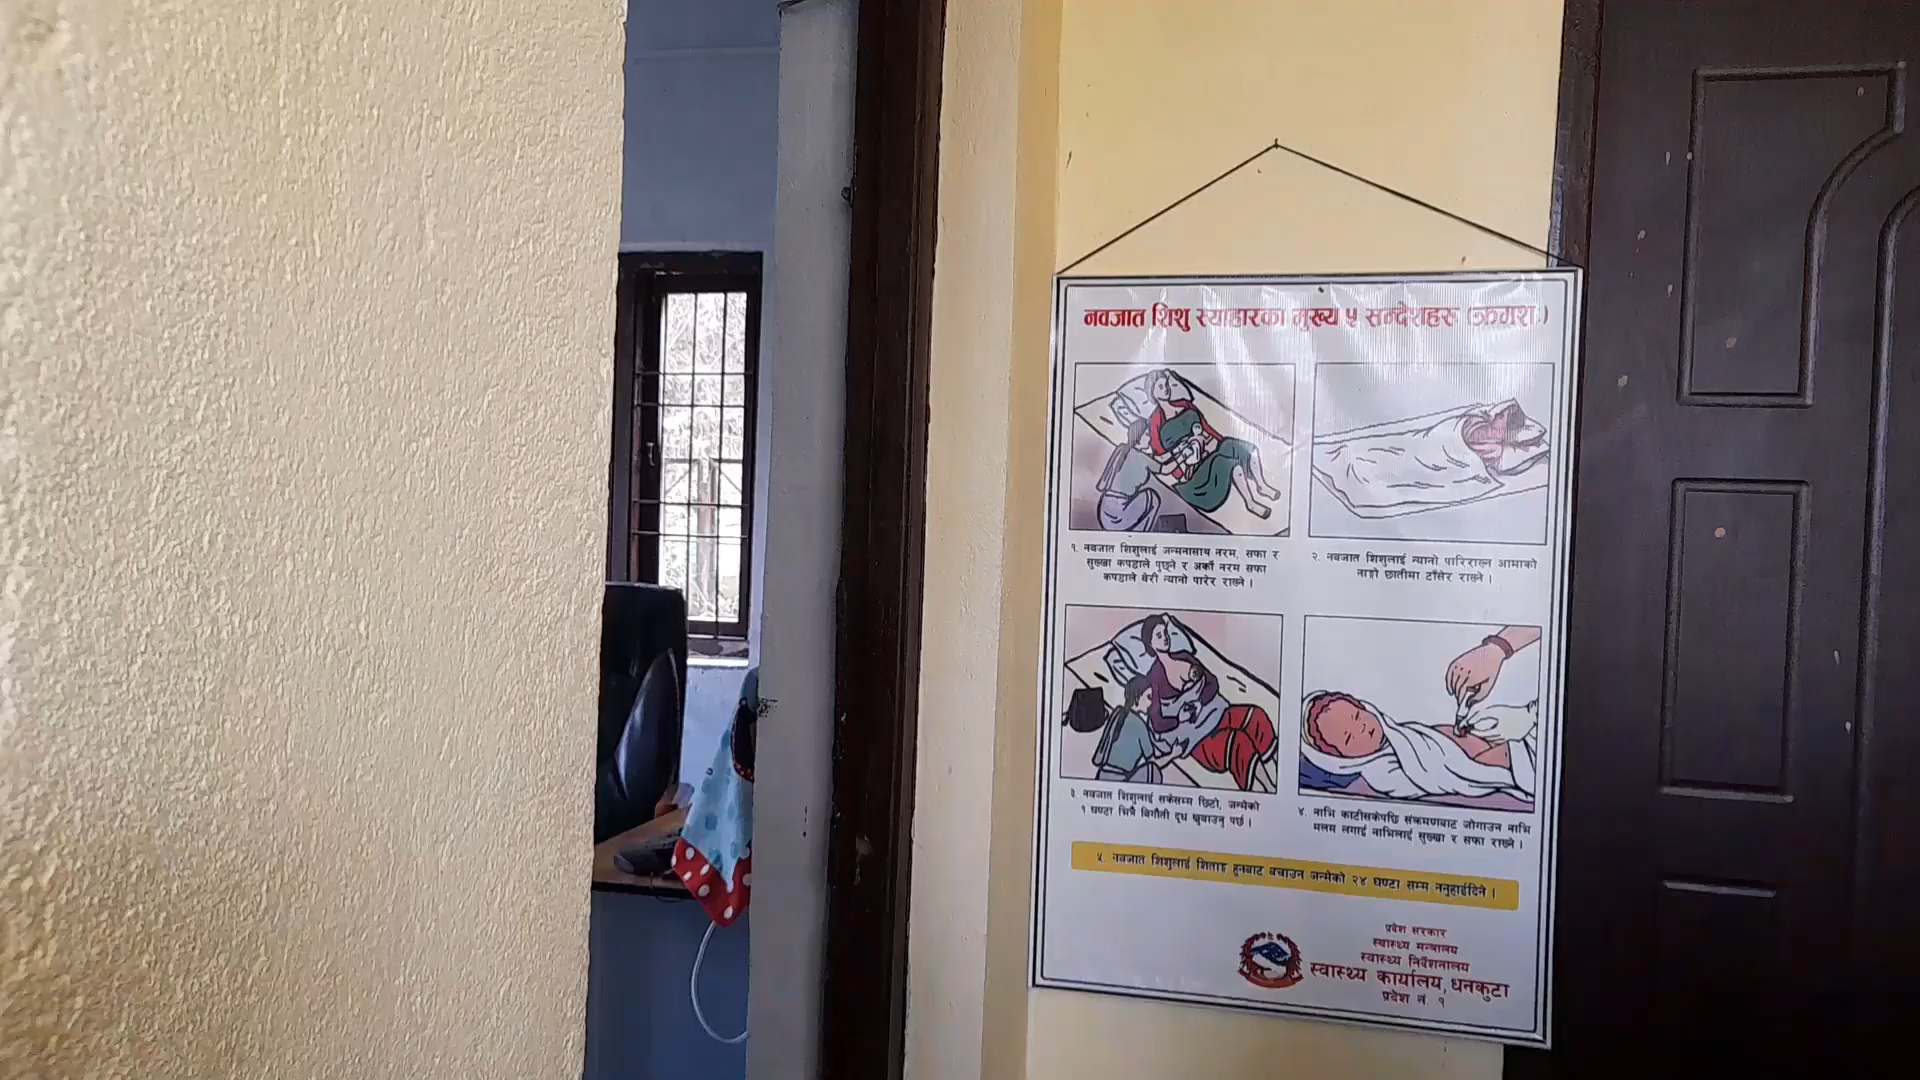 नवजात शिशु स्याहारका मुख्य ५ सन्देशहरु (क्रमशः)
१. नवजात शिशुलाई जन्मनासाथ नरम, सफा र
सुख्खा कपडाले पुछ्ने र अर्को नरम सफा
कपडाले बेरी न्यानो पारेर राख्ने ।
२. नवजात शिशुलाई न्यानो पारिराख्न आमाको
नाङ्गो छातीमा टाँसेर राख्ने ।
३. नवजात शिशुलाई सकेसम्म छिटो, जन्मेको
१ घण्टा भित्रै बिगौती दूध खुवाउनु पर्छ ।
४. नाभि काटीसकेपछि संक्रमणबाट जोगाउन नाभि
मलम लगाई नाभिलाई सुख्खा र सफा राख्ने ।
५. नवजात शिशुलाई शिताङ्ग हुनबाट बचाउन जन्मेको २४ घण्टा सम्म ननुहाईदिने ।
प्रदेश सरकार
स्वास्थ्य मन्त्रालय
स्वास्थ्य निर्देशनालय
स्वास्थ्य कार्यालय, धनकुटा
प्रदेश नं. १